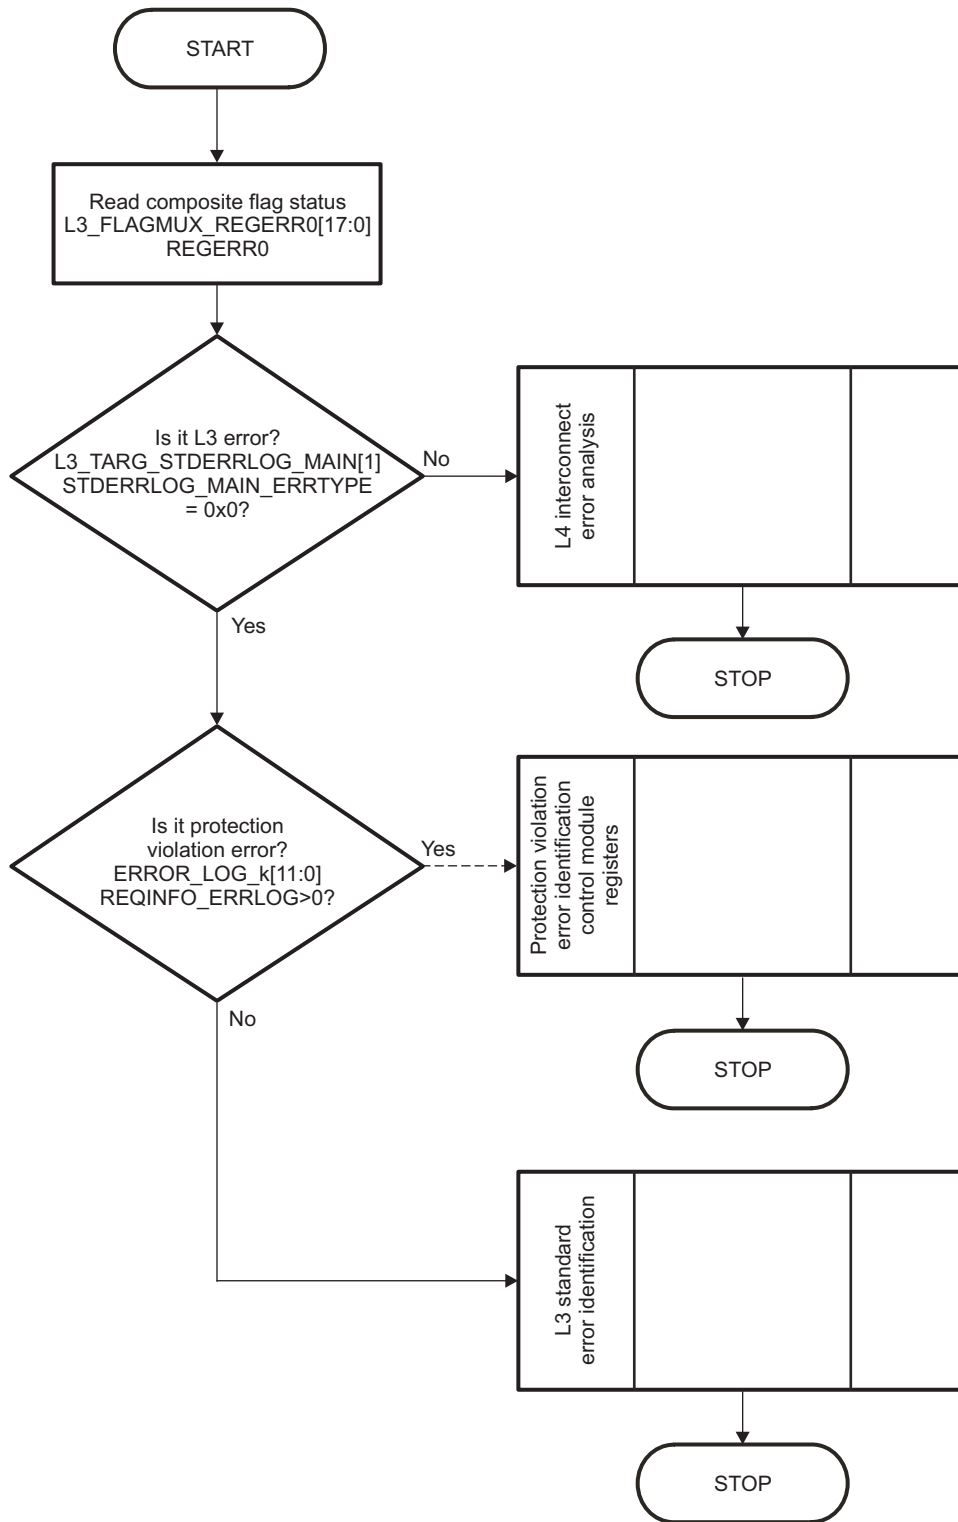 START
Read composite flag status
L3_FLAGMUX_REGERR0[17:0]
REGERR0
Is it L3 error?
L3_TARG_STDERRLOG_MAIN[1]
STDERRLOG_MAIN_ERRTYPE
= 0x0?
No
L4 interconnect
error analysis
Yes
STOP
Is it protection
violation error?
ERROR_LOG_k[11:0]
REQINFO_ERRLOG>0?
Yes
Protection violation
error identification
control module
registers
No
STOP
L3 standard
error identification
STOP